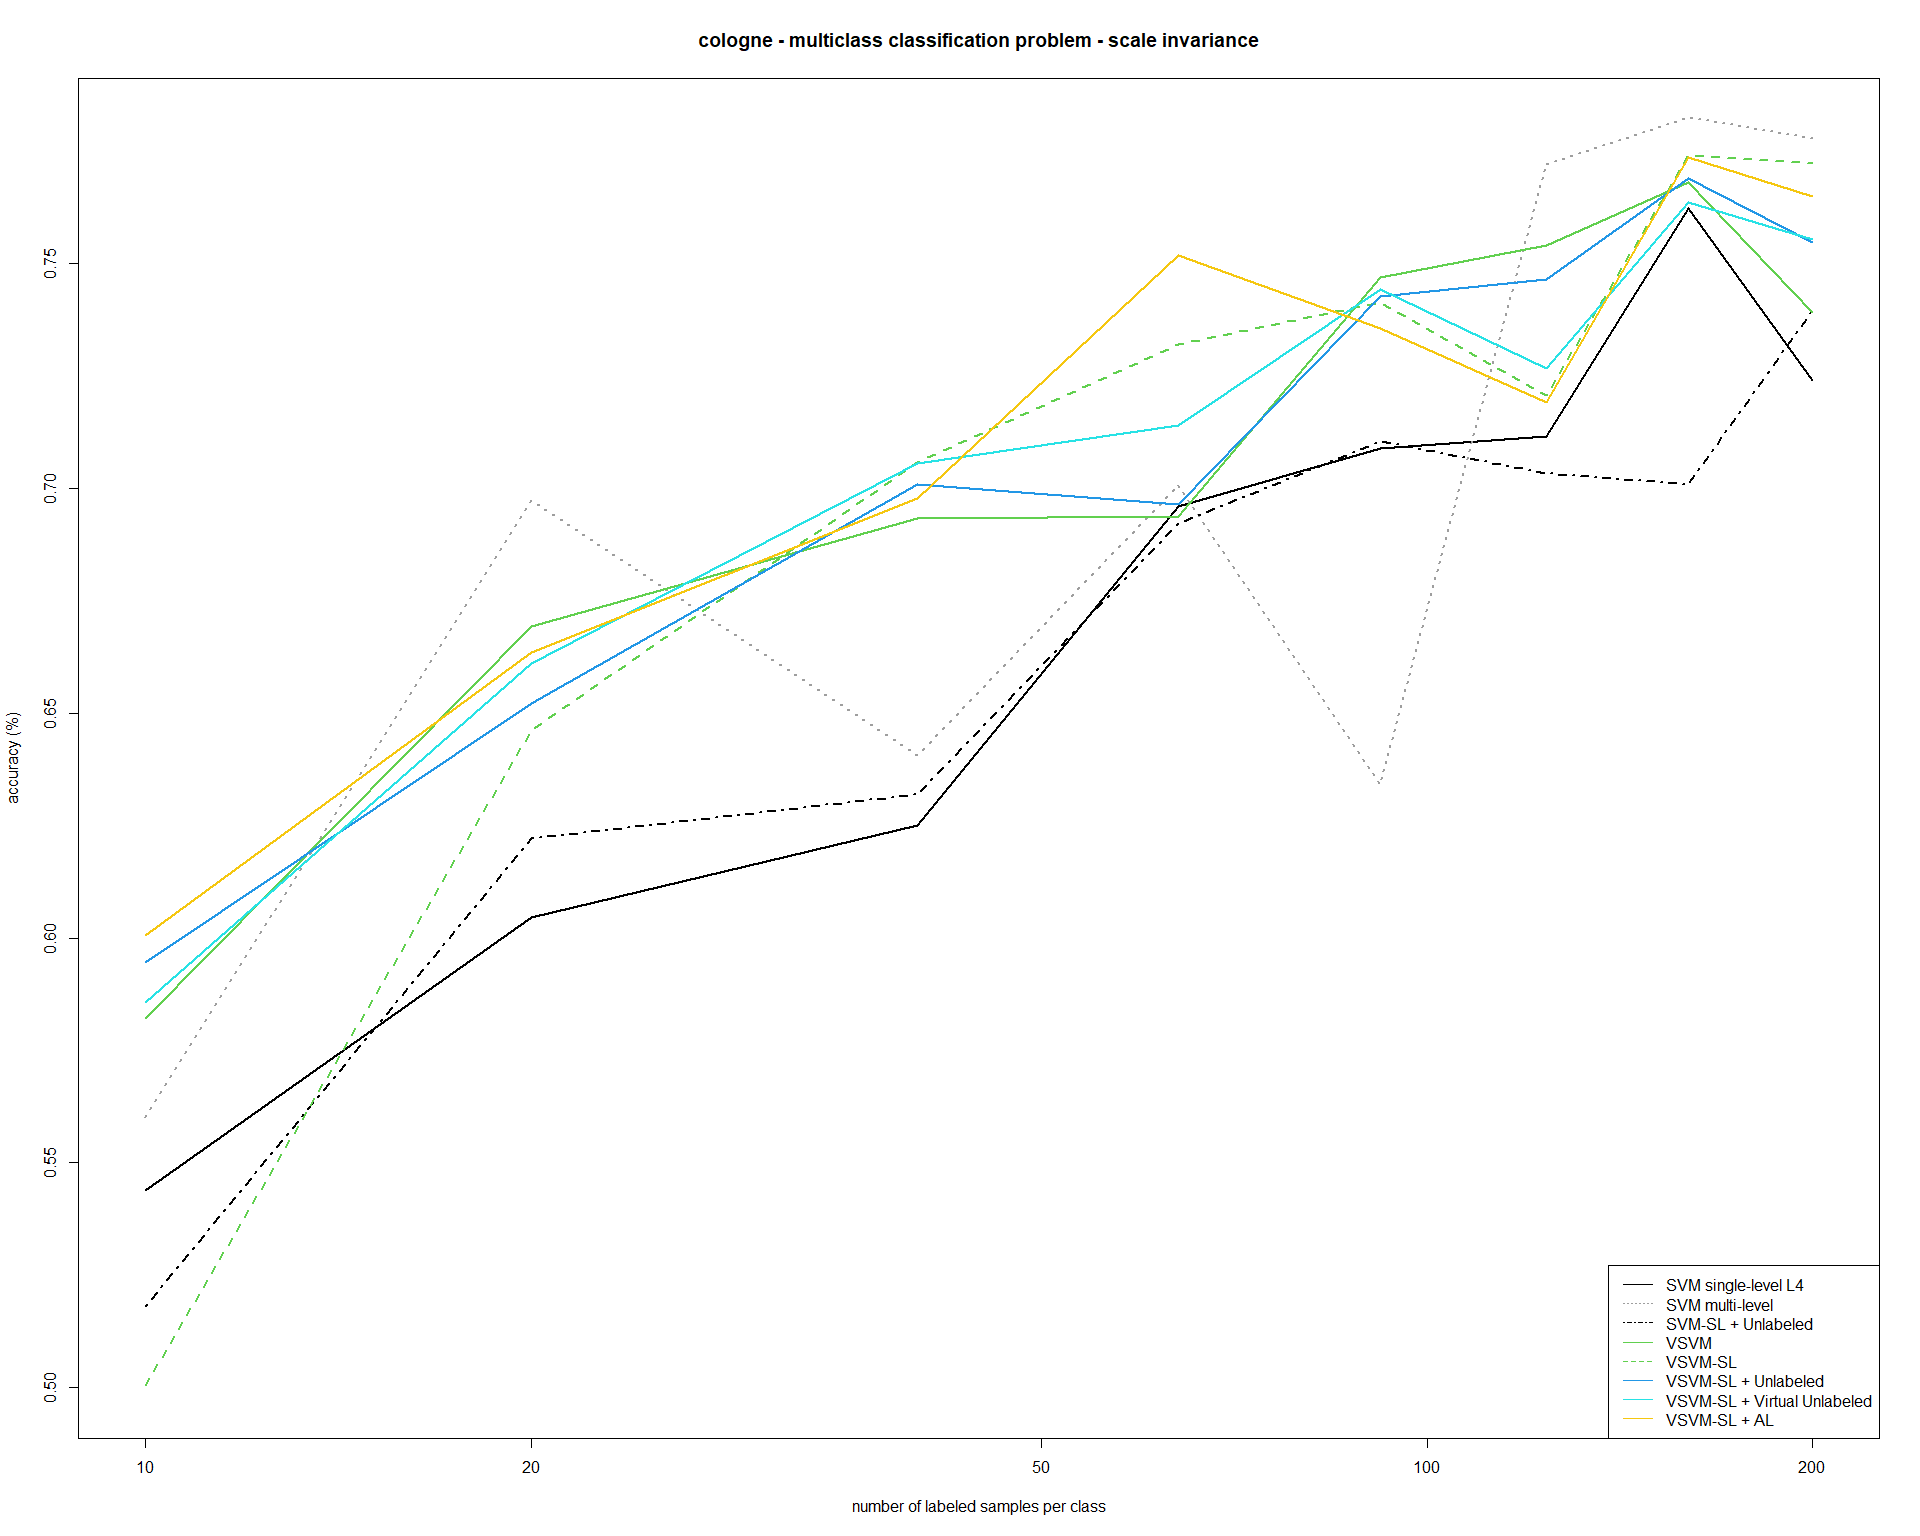 cologne - multiclass classification problem - scale invariance
accuracy (%)
0.75
0.70
0.65
0.60
0.55
0.50
10
20
50
100
200
number of labeled samples per class
SVM single-level L4
SVM multi-level
SVM-SL + Unlabeled
VSVM
VSVM-SL
VSVM-SL + Unlabeled
VSVM-SL + Virtual Unlabeled
VSVM-SL + AL